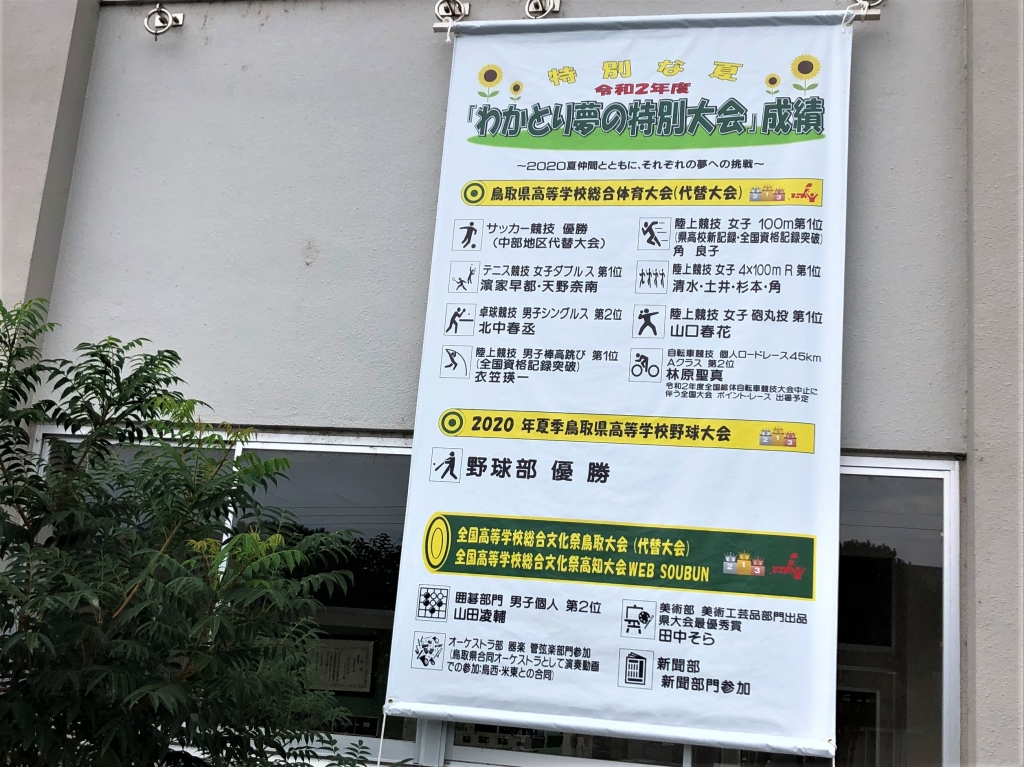 特別な夏
令和2年度
「わかとり夢の特別大会」成績
～2020夏仲間とともに、それぞれの夢への挑戦～
鳥取県高等学校総合体育大会(代替大会)
サッカー競技 優勝
(中部地区代替大会)
テニス競技 女子ダブルス 第1位
濵家早都・天野奈南
卓球競技 男子シングルス 第2位
北中春丞
陸上競技 男子棒高跳び 第1位
(全国資格記録突破)
衣笠瑛一
陸上競技 女子 100m第1位
(県高校新記録・全国資格記録突破)
角 良子
陸上競技 女子 4×100m R 第1位
清水・土井・杉本・角
陸上競技 女子 砲丸投 第1位
山口春花
自転車競技 個人ロードレース45km
Aクラス 第2位
林原聖真
令和2年度全国総体自転車競技大会中止に
伴う全国大会 ポイント・レース 出場予定
2020 年夏季鳥取県高等学校野球大会
野球部 優勝
全国高等学校総合文化祭鳥取大会 (代替大会)
全国高等学校総合文化祭高知大会WEB SOUBUN
囲碁部門 男子個人 第2位
山田凌輔
オーケストラ部 器楽 管弦楽部門参加
(鳥取県合同オーケストラとして演奏動画
での参加:鳥西・米東との合同)
美術部 美術工芸品部門出品
県大会最優秀賞
田中そら
新聞部
新聞部門参加